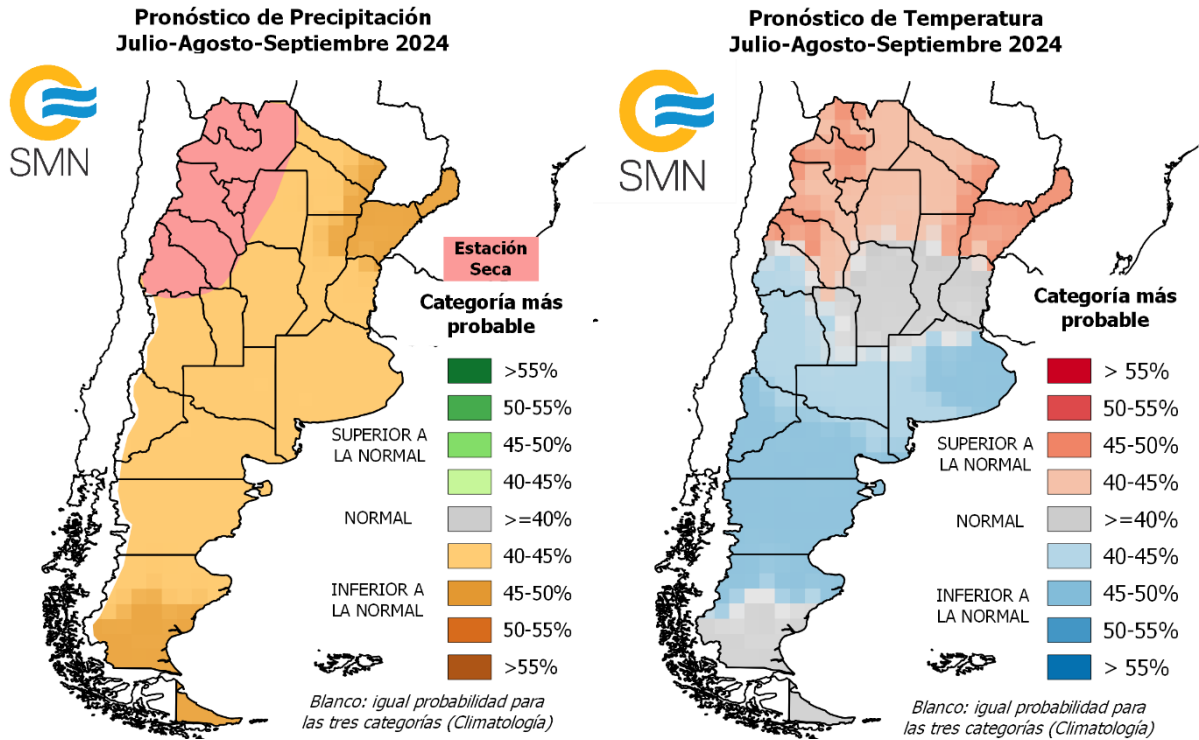 Pronóstico de Precipitación
Julio-Agosto-Septiembre 2024
SMN
Estación
Seca
Categoría más
probable
>55%
50-55%
45-50%
SUPERIOR A
LA NORMAL
40-45%
NORMAL
>=40%
40-45%
INFERIOR A
LA NORMAL
45-50%
50-55%
>55%
Blanco: igual probabilidad para
las tres categorías (Climatología)
Pronóstico de Temperatura
Julio-Agosto-Septiembre 2024
SMN
Categoría más
probable
> 55%
50-55%
45-50%
SUPERIOR A
LA NORMAL
40-45%
NORMAL
>=40%
40-45%
INFERIOR A
LA NORMAL
45-50%
50-55%
> 55%
Blanco: igual probabilidad para
las tres categorías (Climatología)